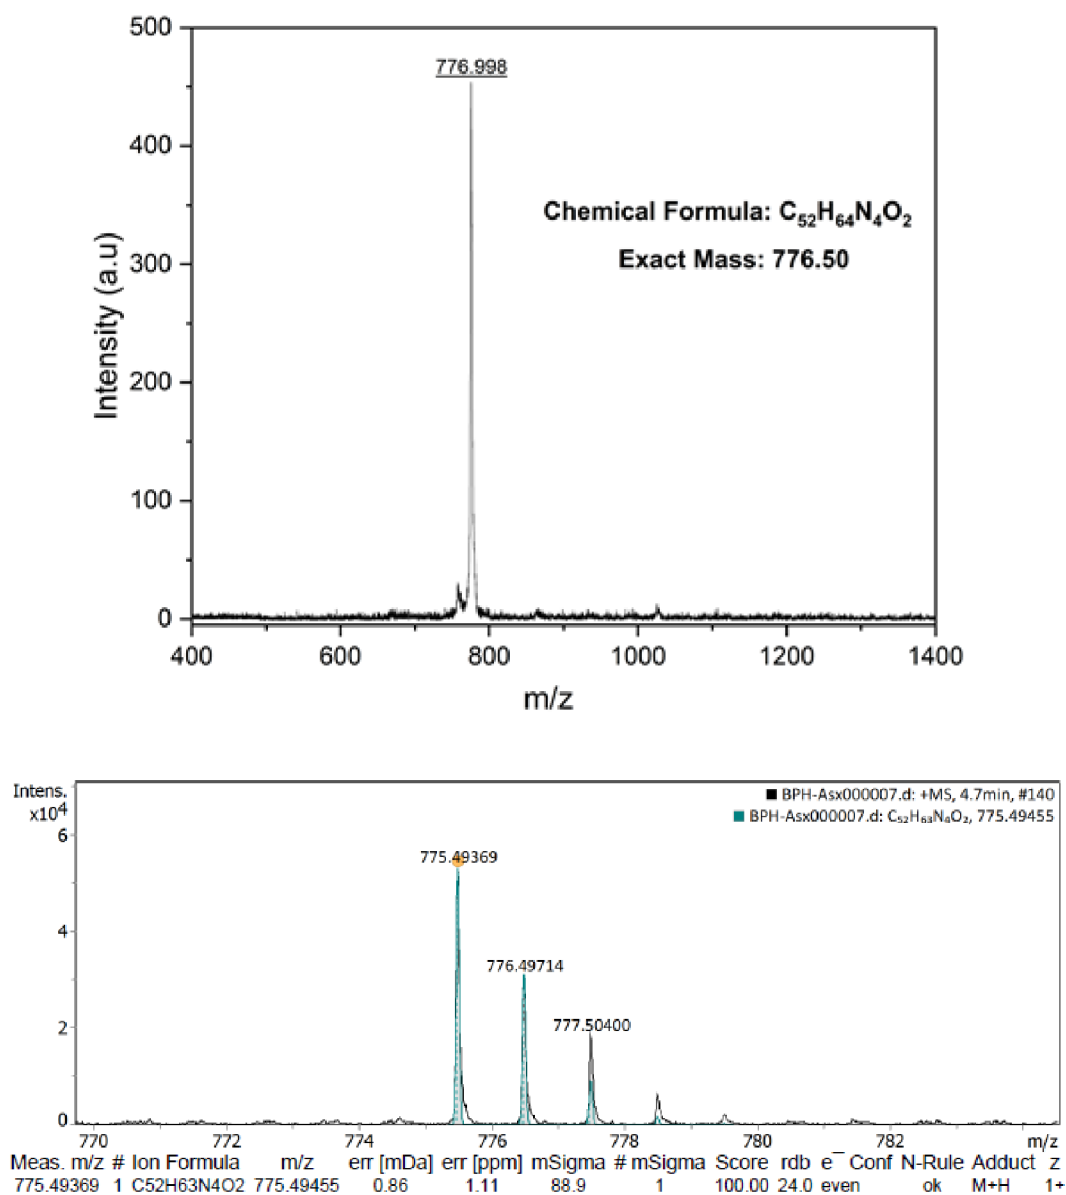 500
776.998
400
Chemical Formula: C₅₂H₆₄N₄O₂
Exact Mass: 776.50
300
200
100
0
Intensity (a.u)
400 600 800 1000 1200 1400
m/z
Intens.
x10⁴
■ BPH-Asx000007.d: +MS, 4.7min, #140
■ BPH-Asx000007.d: C₅₂H₆₃N₄O₂, 775.49455
6
775.49369
4
776.49714
2
777.50400
0
770 772 774 776 778 780 782 m/z
Meas. m/z # Ion Formula m/z err [mDa] err [ppm] mSigma # mSigma Score rdb e⁻ Conf N-Rule Adduct z
775.49369 1 C52H63N4O2 775.49455 0.86 1.11 88.9 1 100.00 24.0 even ok M+H 1+